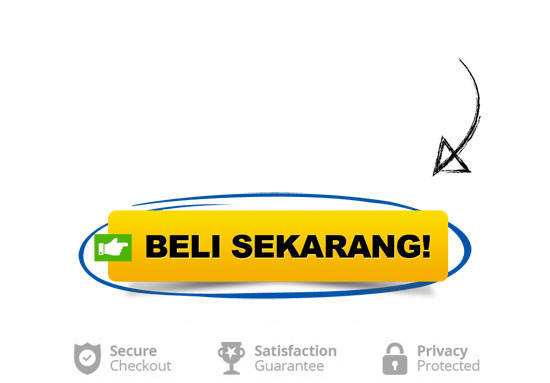 BELI SEKARANG!
Secure Checkout
Satisfaction Guarantee
Privacy Protected